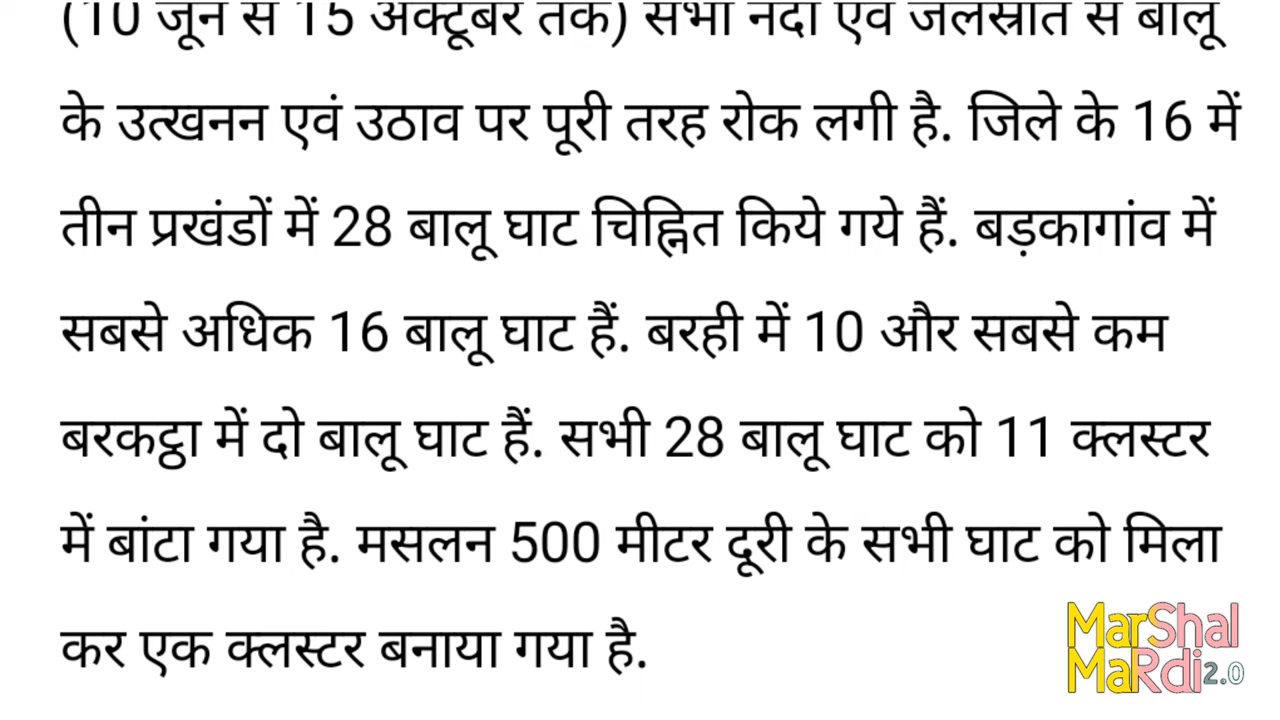 (10 जून से 15 अक्टूबर तक) सभी नदी एवं जलस्रोत से बालू
के उत्खनन एवं उठाव पर पूरी तरह रोक लगी है. जिले के 16 में
तीन प्रखंडों में 28 बालू घाट चिह्नित किये गये हैं. बड़कागांव में
सबसे अधिक 16 बालू घाट हैं. बरही में 10 और सबसे कम
बरकट्ठा में दो बालू घाट हैं. सभी 28 बालू घाट को 11 क्लस्टर
में बांटा गया है. मसलन 500 मीटर दूरी के सभी घाट को मिला
कर एक क्लस्टर बनाया गया है.
MarShal
MaRdi 2.0